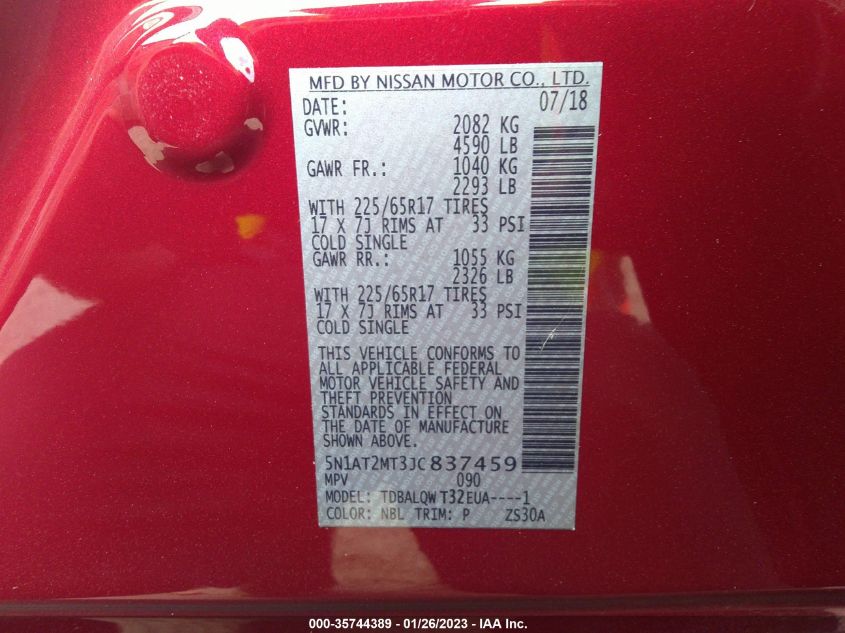 MFD BY NISSAN MOTOR CO., LTD.
DATE: 07/18
GVWR: 2082 KG
4590 LB
GAWR FR.: 1040 KG
2293 LB
WITH 225/65R17 TIRES
17 X 7J RIMS AT 33 PSI
COLD SINGLE
GAWR RR.: 1055 KG
2326 LB
WITH 225/65R17 TIRES
17 X 7J RIMS AT 33 PSI
COLD SINGLE
THIS VEHICLE CONFORMS TO
ALL APPLICABLE FEDERAL
MOTOR VEHICLE SAFETY AND
THEFT PREVENTION
STANDARDS IN EFFECT ON
THE DATE OF MANUFACTURE
SHOWN ABOVE.
5N1AT2MT3JC837459
MPV 090
MODEL: TDBALQW T32EUA----1
COLOR: NBL TRIM: P ZS30A
000-35744389 - 01/26/2023 - IAA Inc.